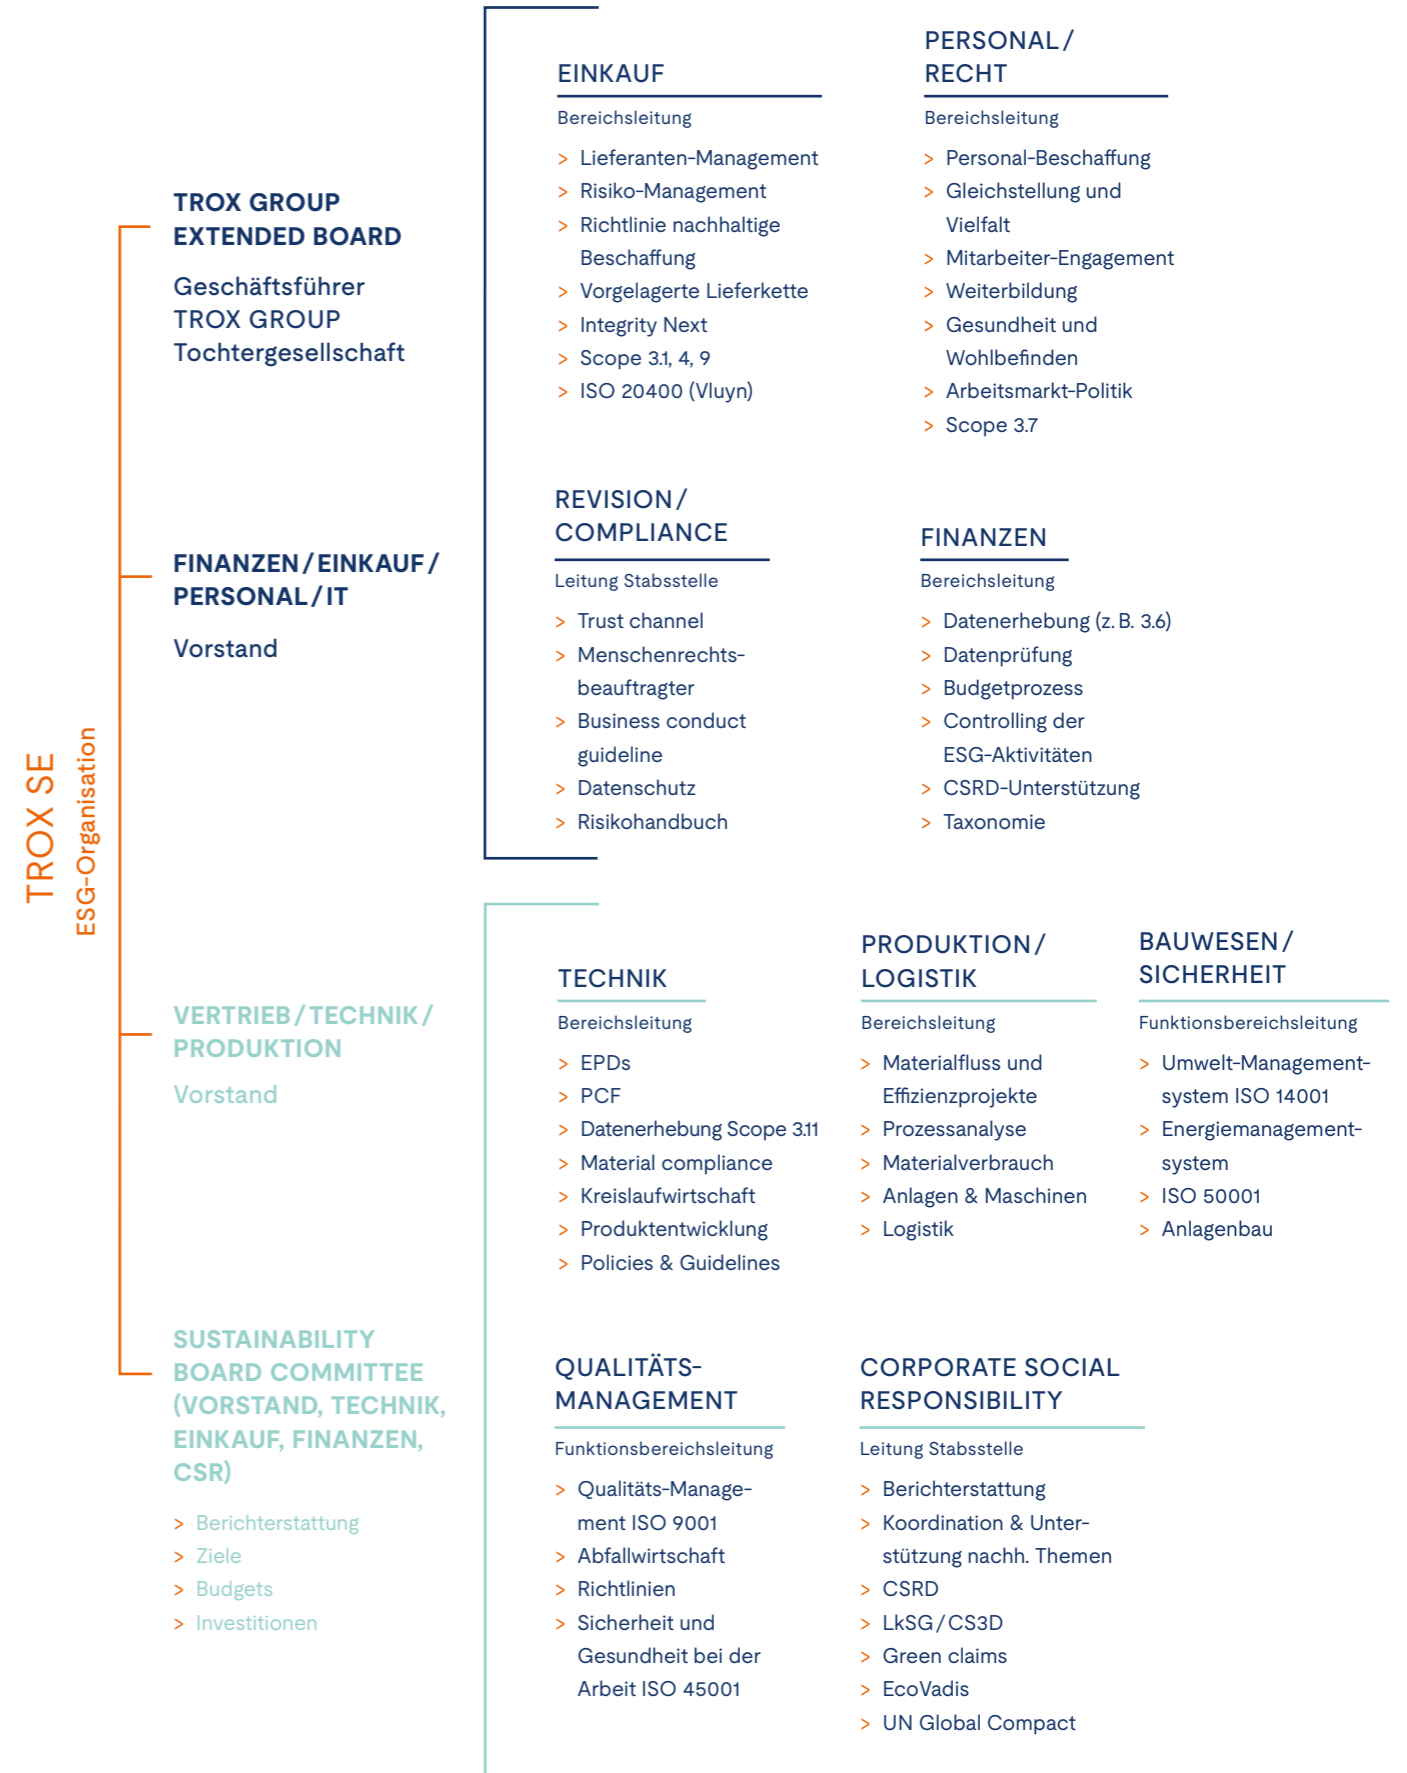 TROX SE
ESG-Organisation
TROX GROUP
EXTENDED BOARD
Geschäftsführer
TROX GROUP
Tochtergesellschaft
FINANZEN / EINKAUF /
PERSONAL / IT
Vorstand
VERTRIEB / TECHNIK /
PRODUKTION
Vorstand
SUSTAINABILITY
BOARD COMMITTEE
(VORSTAND, TECHNIK,
EINKAUF, FINANZEN,
CSR)
> Berichterstattung
> Ziele
> Budgets
> Investitionen
EINKAUF
Bereichsleitung
> Lieferanten-Management
> Risiko-Management
> Richtlinie nachhaltige
Beschaffung
> Vorgelagerte Lieferkette
> Integrity Next
> Scope 3.1, 4, 9
> ISO 20400 (Vluyn)
PERSONAL /
RECHT
Bereichsleitung
> Personal-Beschaffung
> Gleichstellung und
Vielfalt
> Mitarbeiter-Engagement
> Weiterbildung
> Gesundheit und
Wohlbefinden
> Arbeitsmarkt-Politik
> Scope 3.7
REVISION /
COMPLIANCE
Leitung Stabsstelle
> Trust channel
> Menschenrechts-
beauftragter
> Business conduct
guideline
> Datenschutz
> Risikohandbuch
FINANZEN
Bereichsleitung
> Datenerhebung (z. B. 3.6)
> Datenprüfung
> Budgetprozess
> Controlling der
ESG-Aktivitäten
> CSRD-Unterstützung
> Taxonomie
TECHNIK
Bereichsleitung
> EPDs
> PCF
> Datenerhebung Scope 3.11
> Material compliance
> Kreislaufwirtschaft
> Produktentwicklung
> Policies & Guidelines
PRODUKTION /
LOGISTIK
Bereichsleitung
> Materialfluss und
Effizienzprojekte
> Prozessanalyse
> Materialverbrauch
> Anlagen & Maschinen
> Logistik
BAUWESEN /
SICHERHEIT
Funktionsbereichsleitung
> Umwelt-Management-
system ISO 14001
> Energiemanagement-
system
> ISO 50001
> Anlagenbau
QUALITÄTS-
MANAGEMENT
Funktionsbereichsleitung
> Qualitäts-Manage-
ment ISO 9001
> Abfallwirtschaft
> Richtlinien
> Sicherheit und
Gesundheit bei der
Arbeit ISO 45001
CORPORATE SOCIAL
RESPONSIBILITY
Leitung Stabsstelle
> Berichterstattung
> Koordination & Unter-
stützung nachh. Themen
> CSRD
> LkSG / CS3D
> Green claims
> EcoVadis
> UN Global Compact